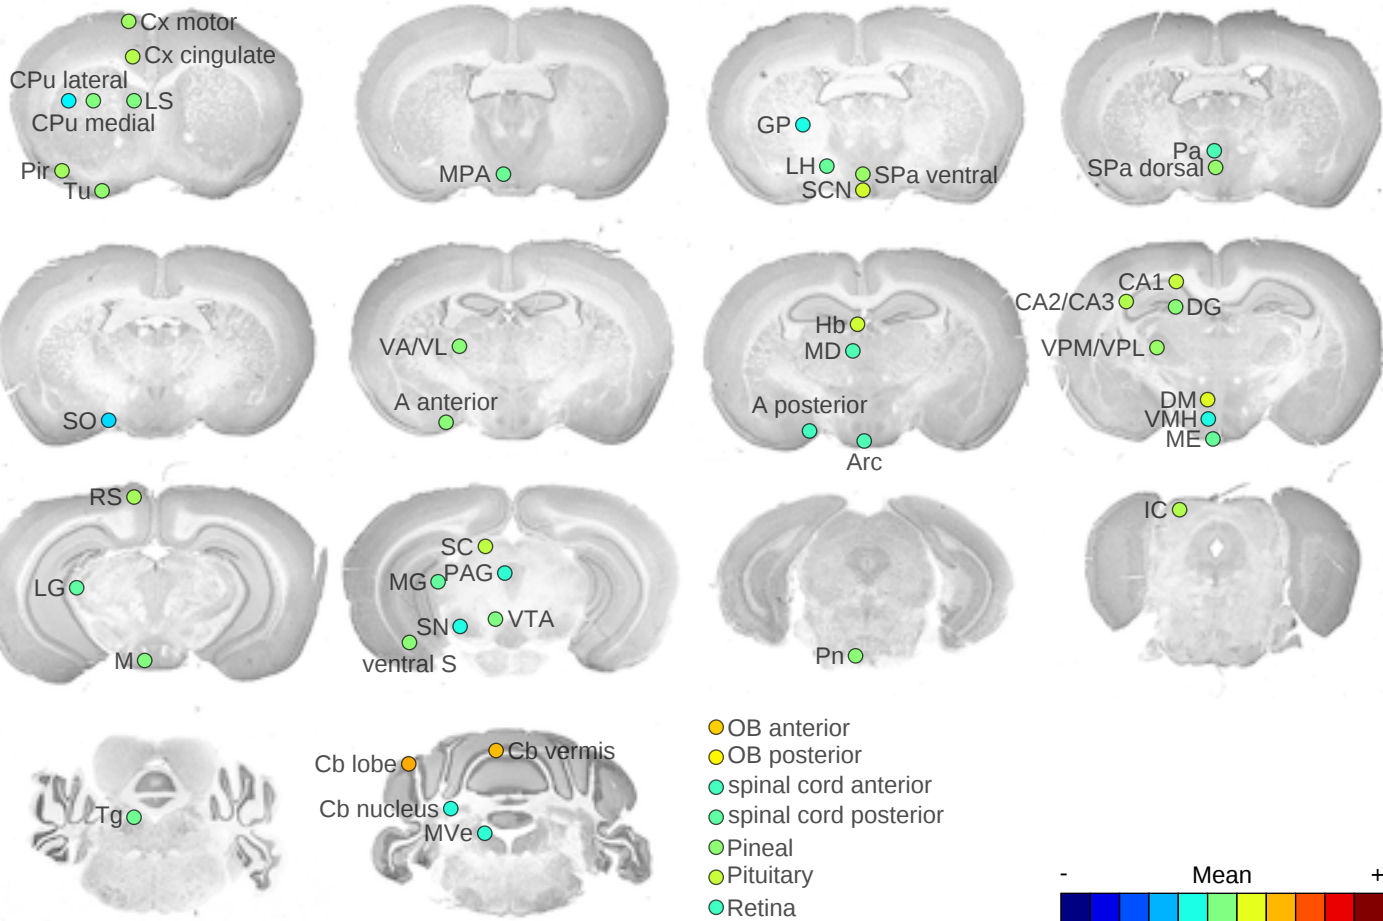 Cx motor
Cx cingulate
CPu lateral
LS
CPu medial
Pir
Tu
MPA
GP
LH
SPa ventral
SCN
Pa
SPa dorsal
SO
VA/VL
A anterior
Hb
MD
A posterior
Arc
CA1
CA2/CA3
DG
VPM/VPL
DM
VMH
ME
RS
LG
M
SC
PAG
MG
SN
VTA
ventral S
Pn
IC
Tg
Cb lobe
Cb vermis
Cb nucleus
MVe
OB anterior
OB posterior
spinal cord anterior
spinal cord posterior
Pineal
Pituitary
Retina
- Mean +